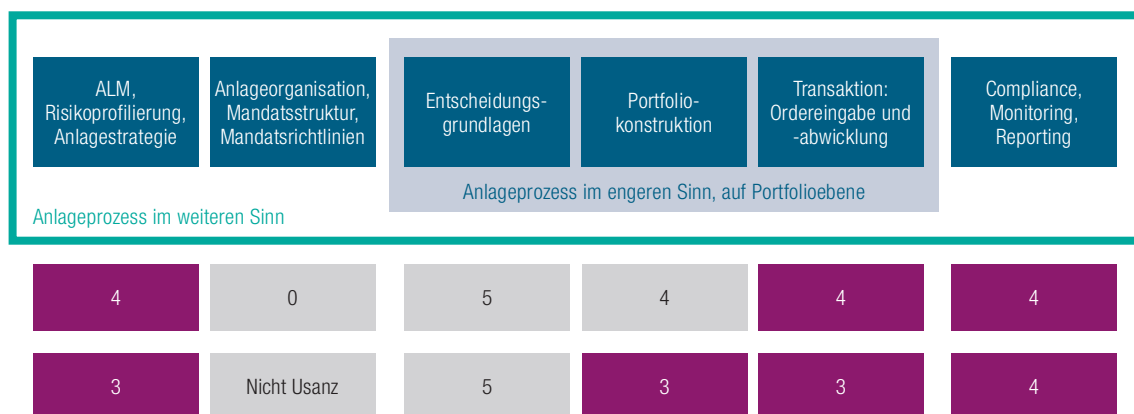 ALM,
Risikoprofilierung,
Anlagestrategie
Anlageorganisation,
Mandatsstruktur,
Mandatsrichtlinien
Entscheidungs-
grundlagen
Portfolio-
konstruktion
Transaktion:
Ordereingabe und
-abwicklung
Compliance,
Monitoring,
Reporting
Anlageprozess im engeren Sinn, auf Portfolioebene
Anlageprozess im weiteren Sinn
4 0 5 4 4 4
3 Nicht Usanz 5 3 3 4